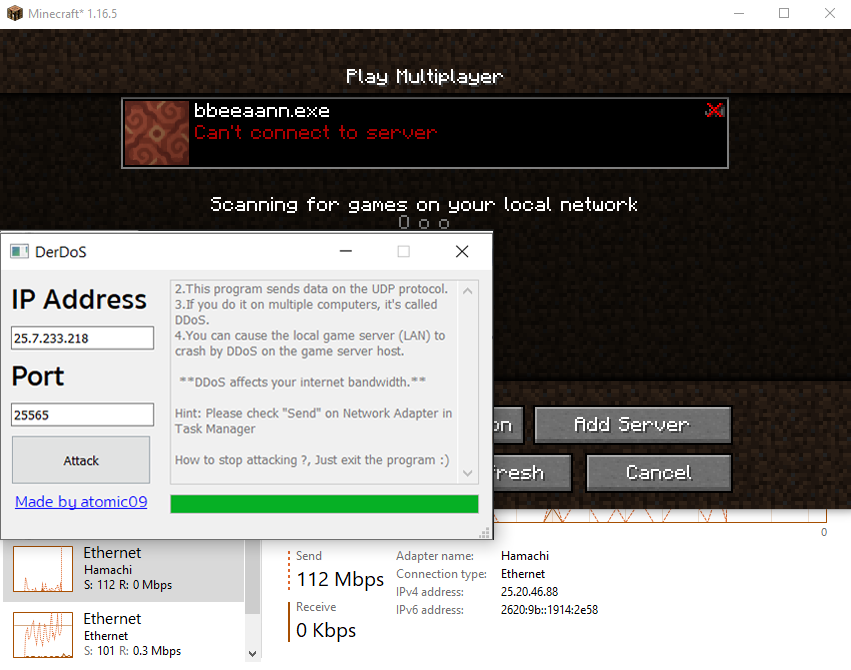 Minecraft* 1.16.5
Play Multiplayer
bbeeaann.exe
Can't connect to server
Scanning for games on your local network
O o o
DerDoS
IP Address
25.7.233.218
Port
25565
Attack
Made by atomic09
2.This program sends data on the UDP protocol.
3.If you do it on multiple computers, it's called
DDoS.
4.You can cause the local game server (LAN) to
crash by DDoS on the game server host.
**DDoS affects your internet bandwidth.**
Hint: Please check "Send" on Network Adapter in
Task Manager
How to stop attacking ?, Just exit the program :)
on
Add Server
fresh
Cancel
0
Ethernet
Hamachi
S: 112 R: 0 Mbps
Ethernet
Ethernet
S: 101 R: 0.3 Mbps
Send
112 Mbps
Receive
0 Kbps
Adapter name: Hamachi
Connection type: Ethernet
IPv4 address: 25.20.46.88
IPv6 address: 2620:9b::1914:2e58